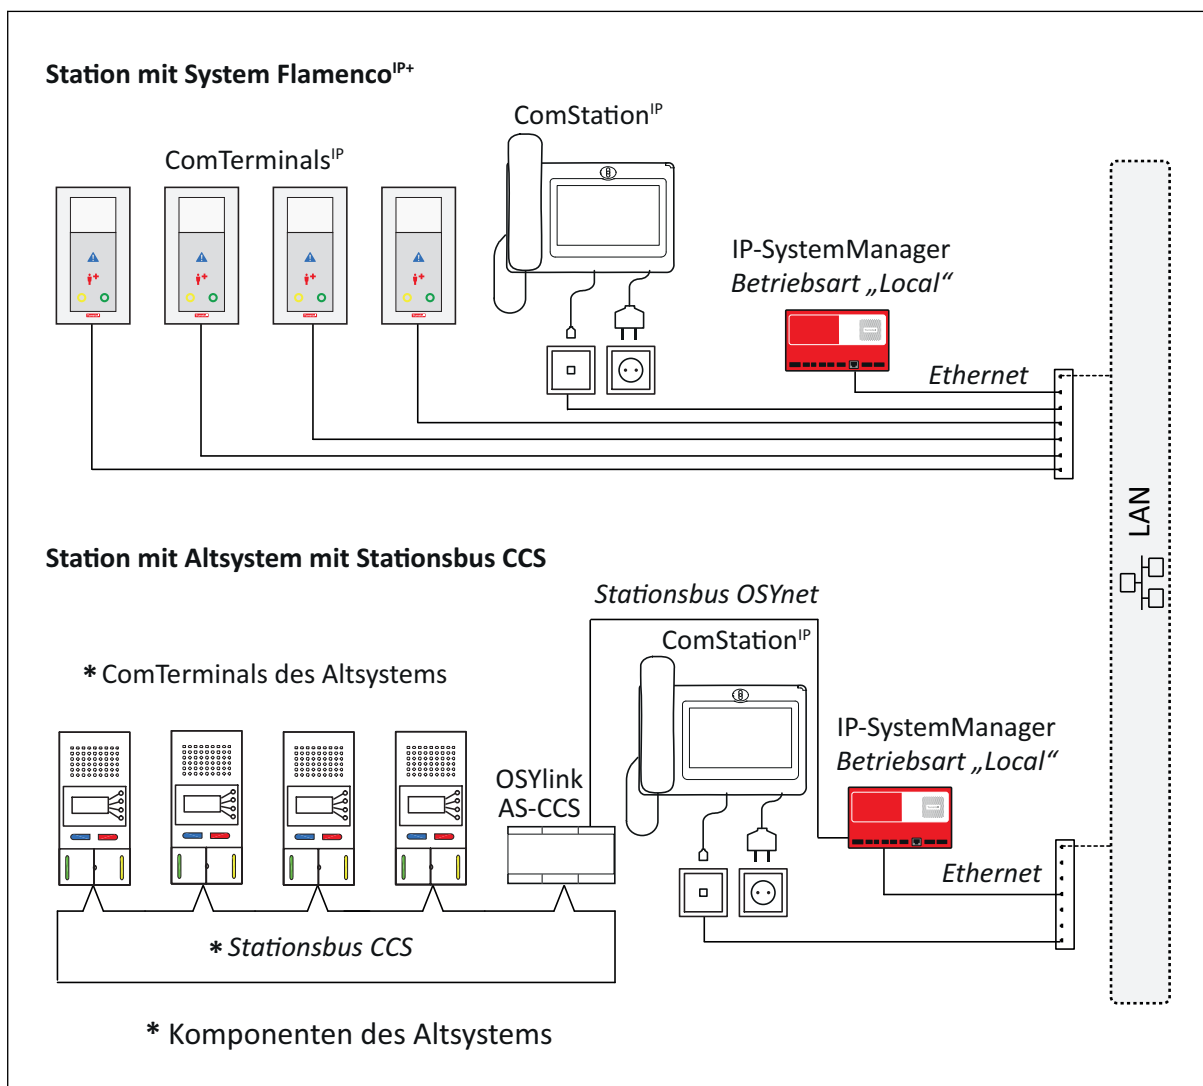 Station mit System Flamenco^IP+
ComStation^IP
ComTerminals^IP
IP-SystemManager
Betriebsart „Local“
Ethernet
LAN
Station mit Altsystem mit Stationsbus CCS
Stationsbus OSYnet
ComStation^IP
* ComTerminals des Altsystems
IP-SystemManager
Betriebsart „Local“
OSYlink
AS-CCS
Ethernet
* Stationsbus CCS
* Komponenten des Altsystems